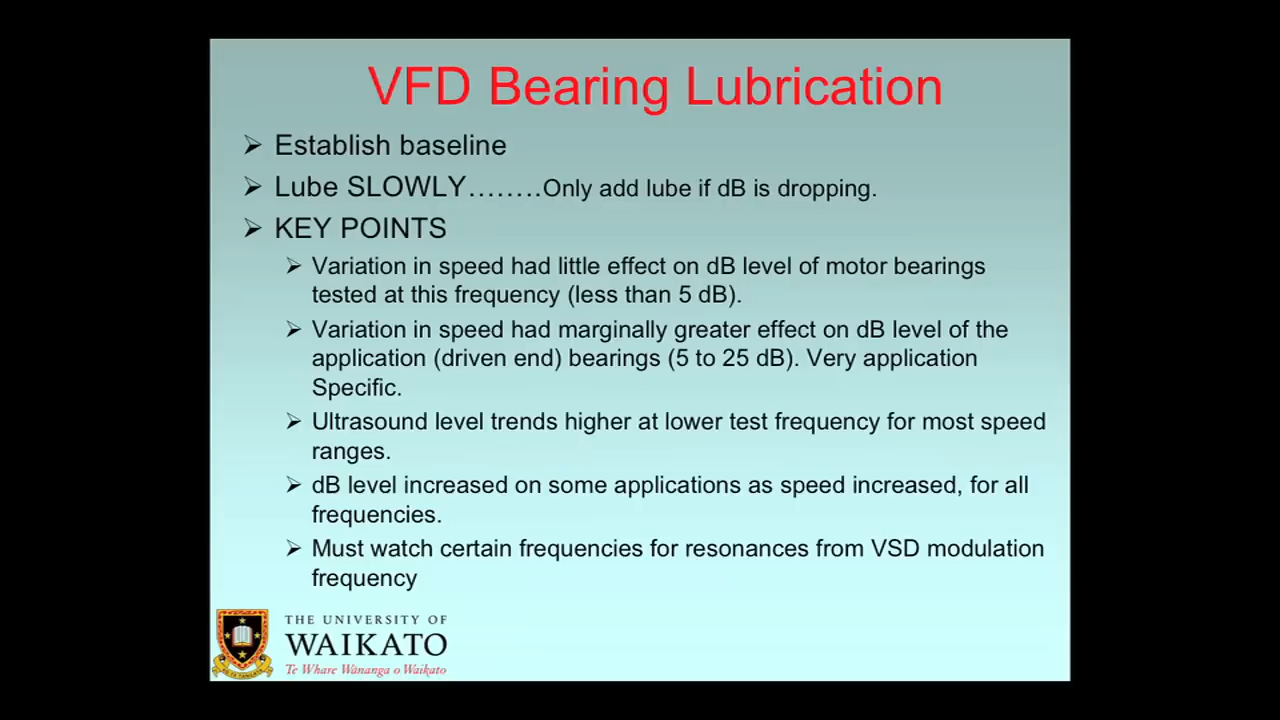 VFD Bearing Lubrication
➢ Establish baseline
➢ Lube SLOWLY........Only add lube if dB is dropping.
➢ KEY POINTS
➢ Variation in speed had little effect on dB level of motor bearings
tested at this frequency (less than 5 dB).
➢ Variation in speed had marginally greater effect on dB level of the
application (driven end) bearings (5 to 25 dB). Very application
Specific.
➢ Ultrasound level trends higher at lower test frequency for most speed
ranges.
➢ dB level increased on some applications as speed increased, for all
frequencies.
➢ Must watch certain frequencies for resonances from VSD modulation
frequency
THE UNIVERSITY OF
WAIKATO
Te Whare Wānanga o Waikato